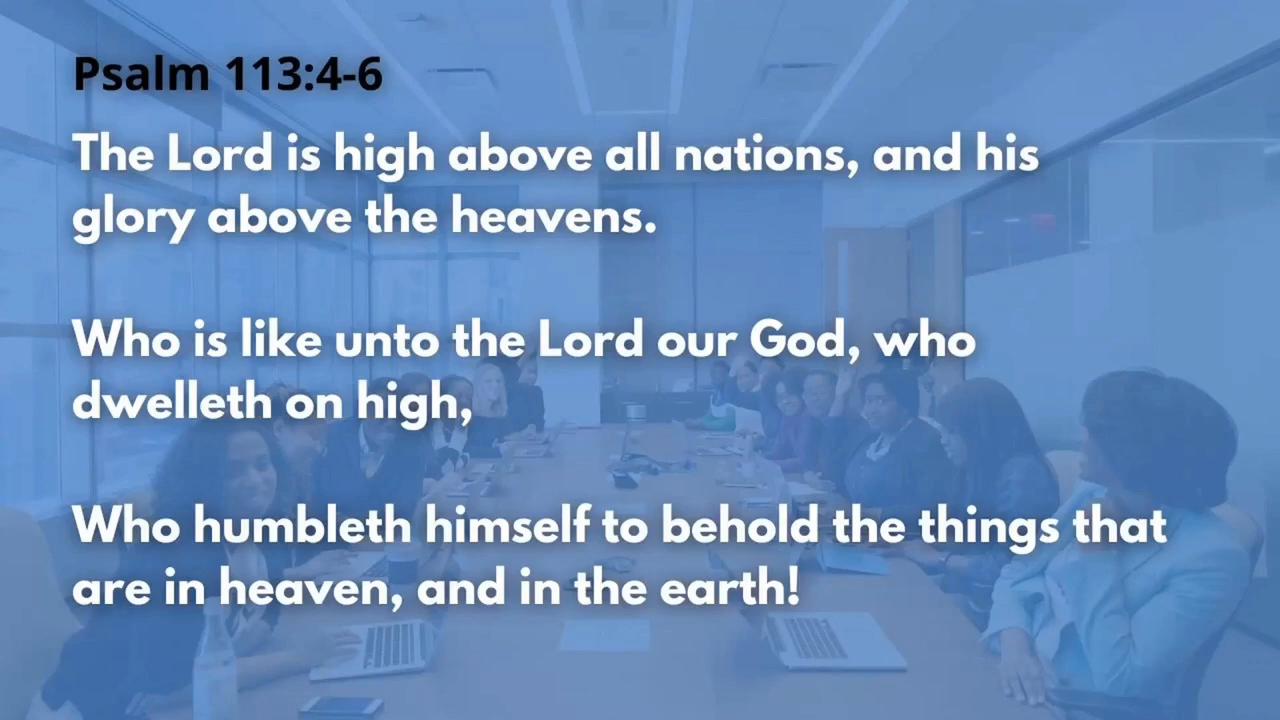 Psalm 113:4-6
The Lord is high above all nations, and his
glory above the heavens.
Who is like unto the Lord our God, who
dwelleth on high,
Who humbleth himself to behold the things that
are in heaven, and in the earth!